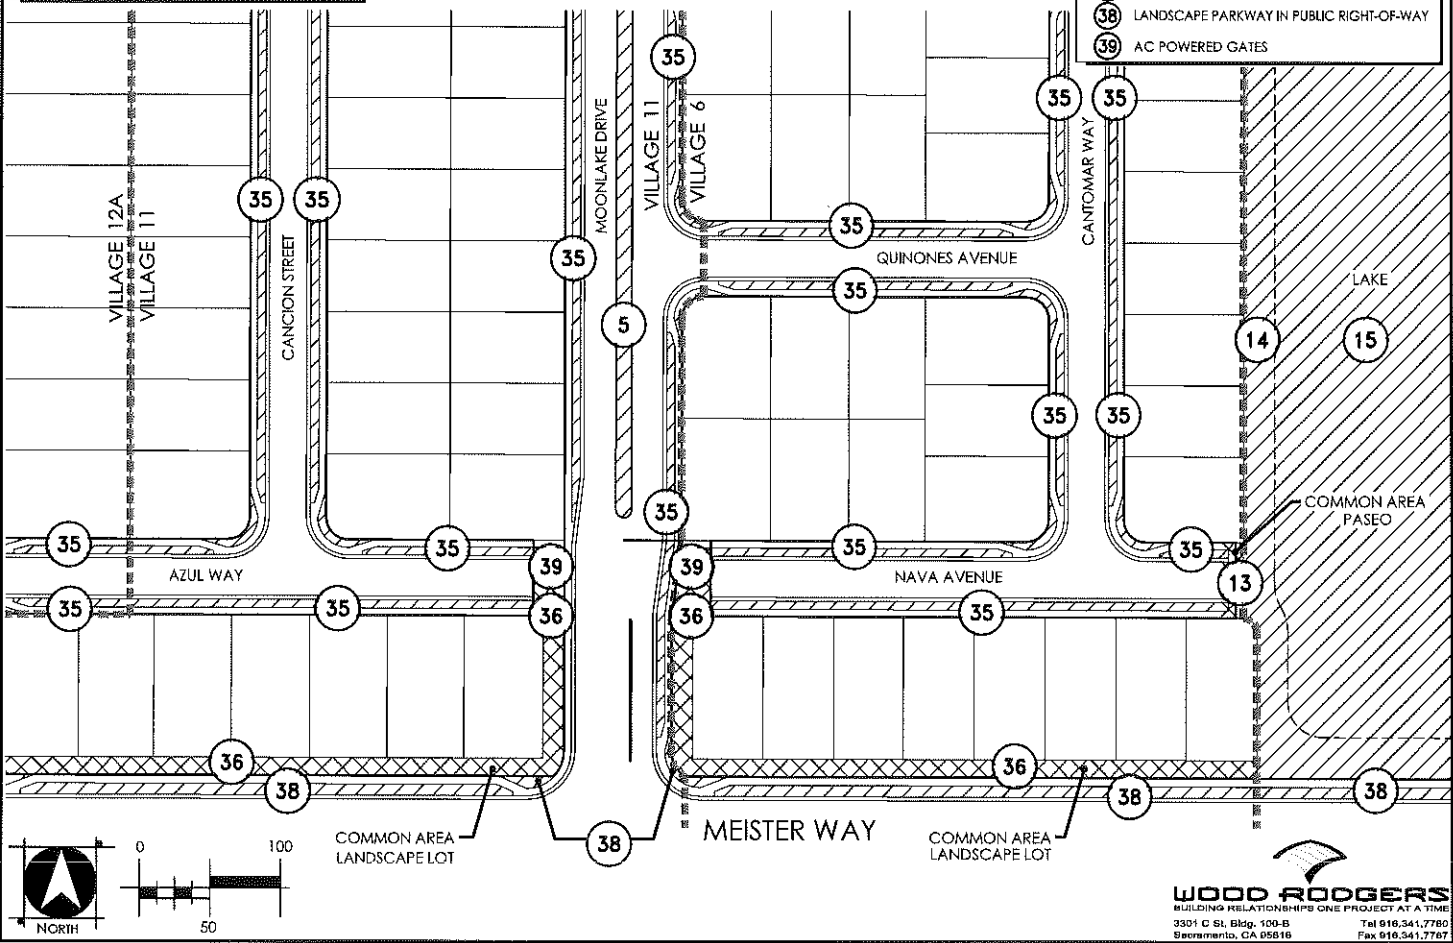 38 LANDSCAPE PARKWAY IN PUBLIC RIGHT-OF-WAY
39 AC POWERED GATES
35
35
35
VILLAGE 12A
VILLAGE 11
35
35
CANCION STREET
35
MOONLAKE DRIVE
5
VILLAGE 11
VILLAGE 6
35
QUINONES AVENUE
35
CANTOMAR WAY
35
35
14
LAKE
15
35
35
35
35
35
35
COMMON AREA
PASEO
39
39
AZUL WAY
NAVA AVENUE
13
35
35
36
36
35
36
38
36
38
38
COMMON AREA
LANDSCAPE LOT
38
MEISTER WAY
COMMON AREA
LANDSCAPE LOT
0
100
50
NORTH
WOOD RODGERS
BUILDING RELATIONSHIPS ONE PROJECT AT A TIME
3301 C St, Bldg. 100-B Tel 916.341.7760
Sacramento, CA 95816 Fax 916.341.7767